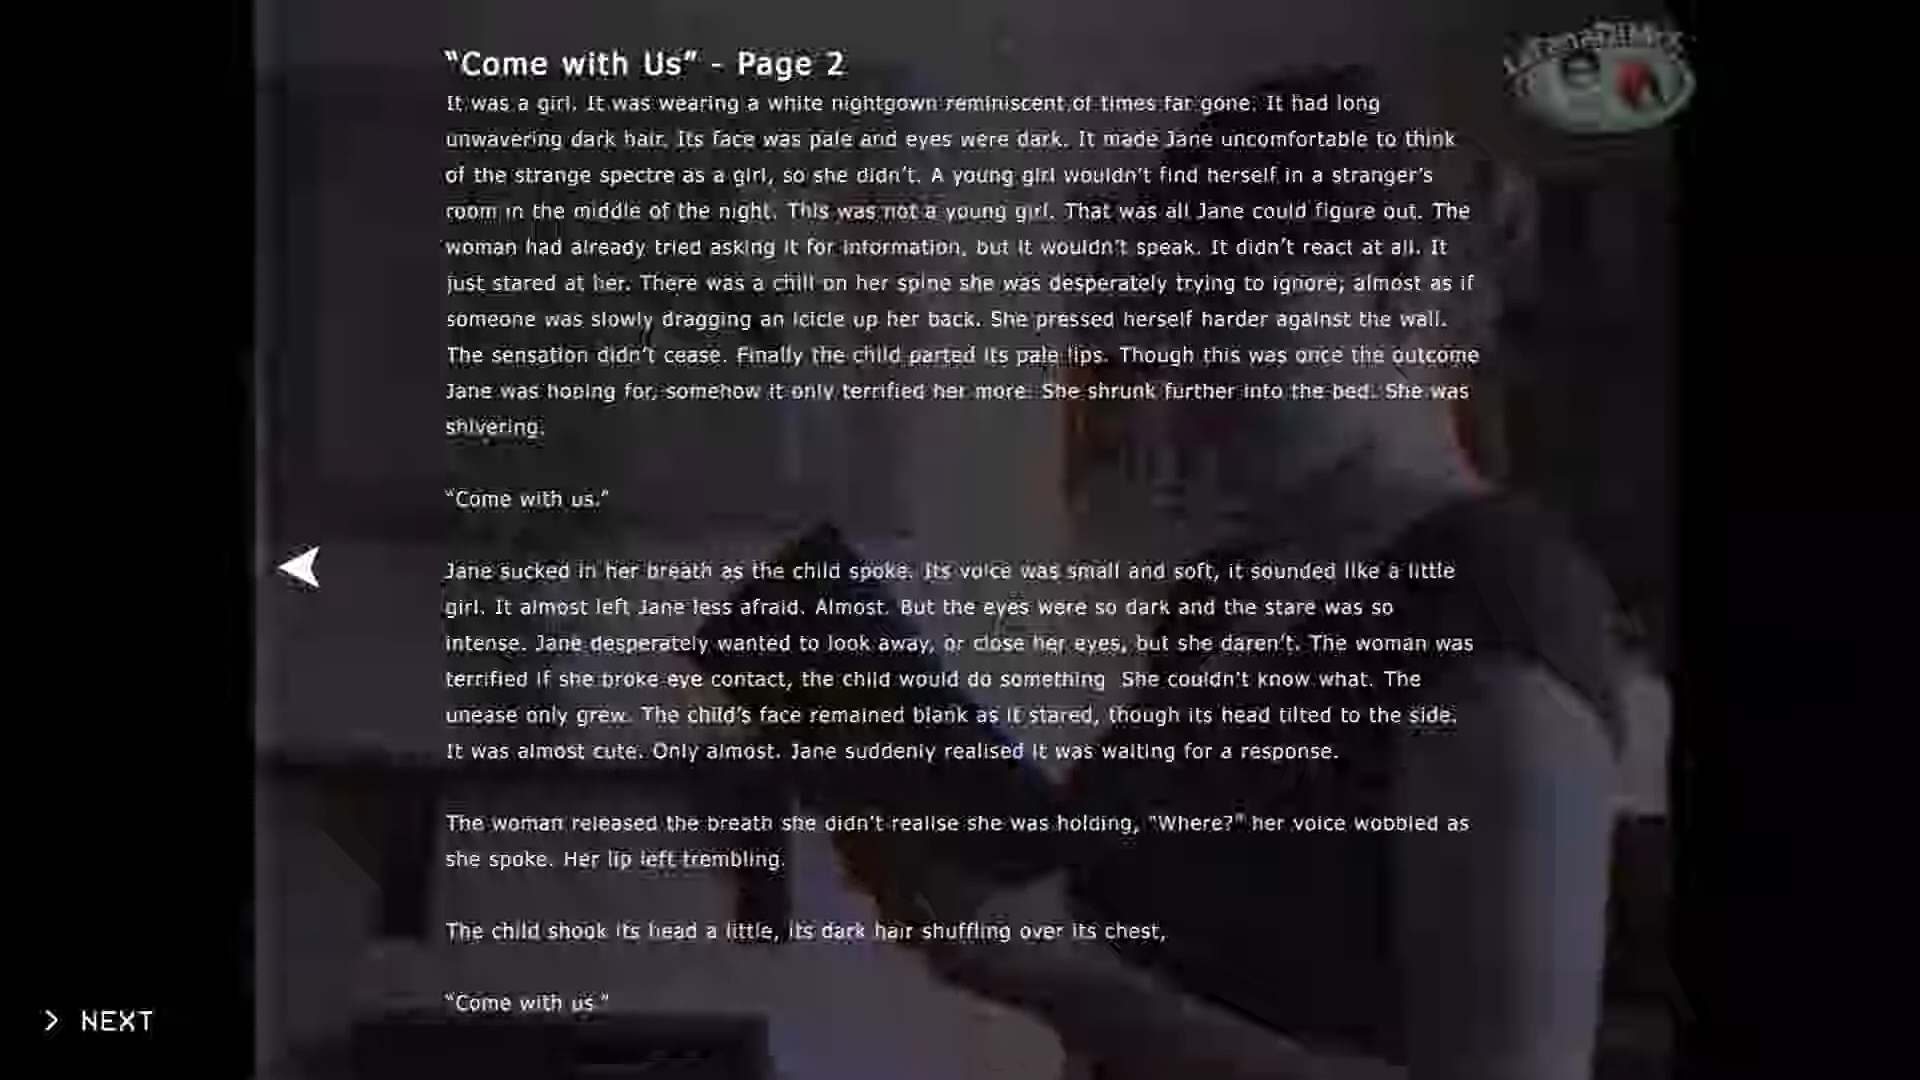 “Come with Us” - Page 2
It was a girl. It was wearing a white nightgown reminiscent of times far gone. It had long
unwavering dark hair. Its face was pale and eyes were dark. It made Jane uncomfortable to think
of the strange spectre as a girl, so she didn’t. A young girl wouldn’t find herself in a stranger’s
room in the middle of the night. This was not a young girl. That was all Jane could figure out. The
woman had already tried asking it for information, but it wouldn’t speak. It didn’t react at all. It
just stared at her. There was a chill on her spine she was desperately trying to ignore; almost as if
someone was slowly dragging an icicle up her back. She pressed herself harder against the wall.
The sensation didn’t cease. Finally the child parted its pale lips. Though this was once the outcome
Jane was hoping for, somehow it only terrified her more. She shrunk further into the bed. She was
shivering.
“Come with us.”
Jane sucked in her breath as the child spoke. Its voice was small and soft, it sounded like a little
girl. It almost left Jane less afraid. Almost. But the eyes were so dark and the stare was so
intense. Jane desperately wanted to look away, or close her eyes, but she daren’t. The woman was
terrified if she broke eye contact, the child would do something. She couldn’t know what. The
unease only grew. The child’s face remained blank as it stared, though its head tilted to the side.
It was almost cute. Only almost. Jane suddenly realised it was waiting for a response.
The woman released the breath she didn’t realise she was holding, “Where?” her voice wobbled as
she spoke. Her lip left trembling.
The child shook its head a little, its dark hair shuffling over its chest,
“Come with us.”
> NEXT